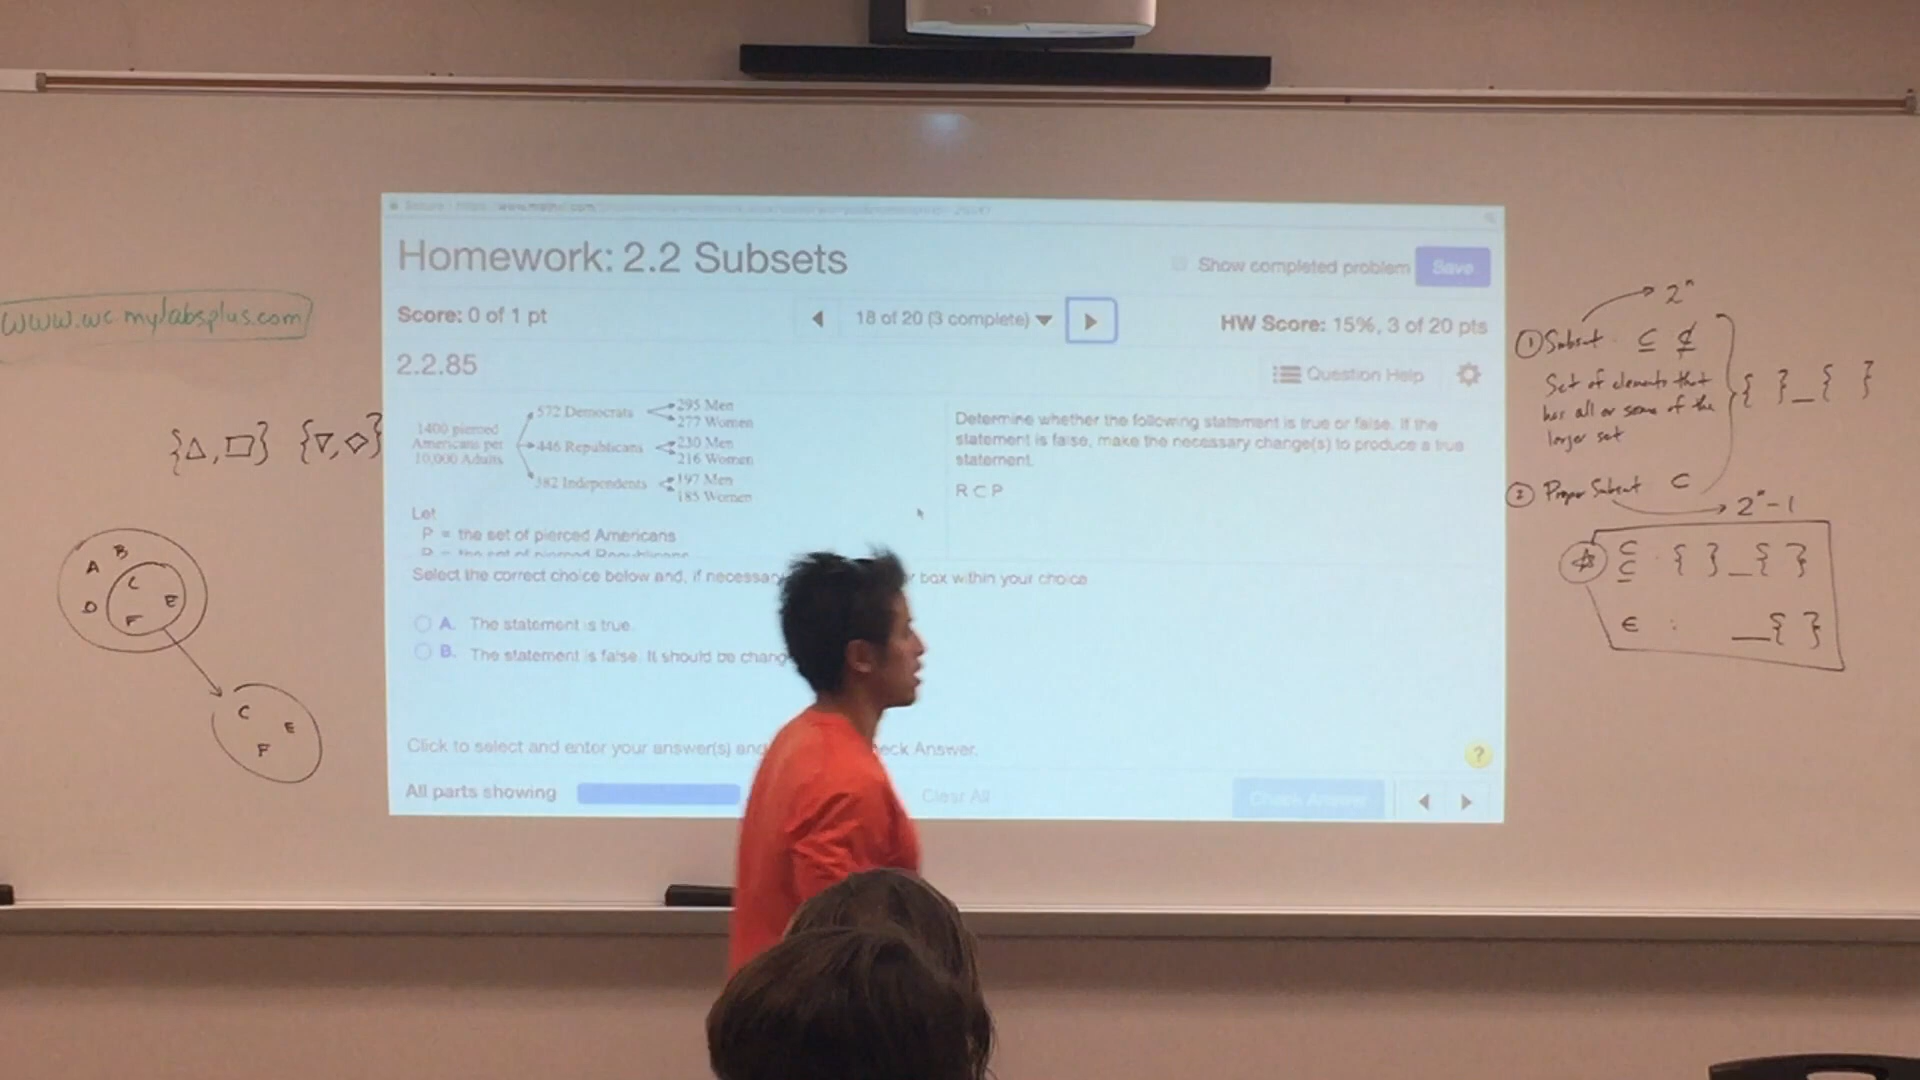 Homework: 2.2 Subsets
Show completed problem
Save
Score: 0 of 1 pt
18 of 20 (3 complete)
HW Score: 15%, 3 of 20 pts
2.2.85
Question Help
1400 pierced
Americans per
10,000 Adults
572 Democrats
295 Men
277 Women
446 Republicans
230 Men
216 Women
382 Independents
197 Men
185 Women
Let
P = the set of pierced Americans
R = the set of pierced Republicans
Determine whether the following statement is true or false. If the
statement is false, make the necessary change(s) to produce a true
statement.
R ⊂ P
Select the correct choice below and, if necessary box within your choice
A. The statement is true.
B. The statement is false. It should be chang
Click to select and enter your answer(s) and eck Answer.
All parts showing
Clear All
Check Answer
?
www.wc.mylabsplus.com
{△, □} {▽, ◇}
A B
C
D E
F
C E
F
2ⁿ
① Subset ⊆ ⊄
Set of elements that
has all or some of the
larger set
{ } _ { }
② Proper Subset ⊂
2ⁿ-1
⊂
⊆ : { } _ { }
∈ : _ { }